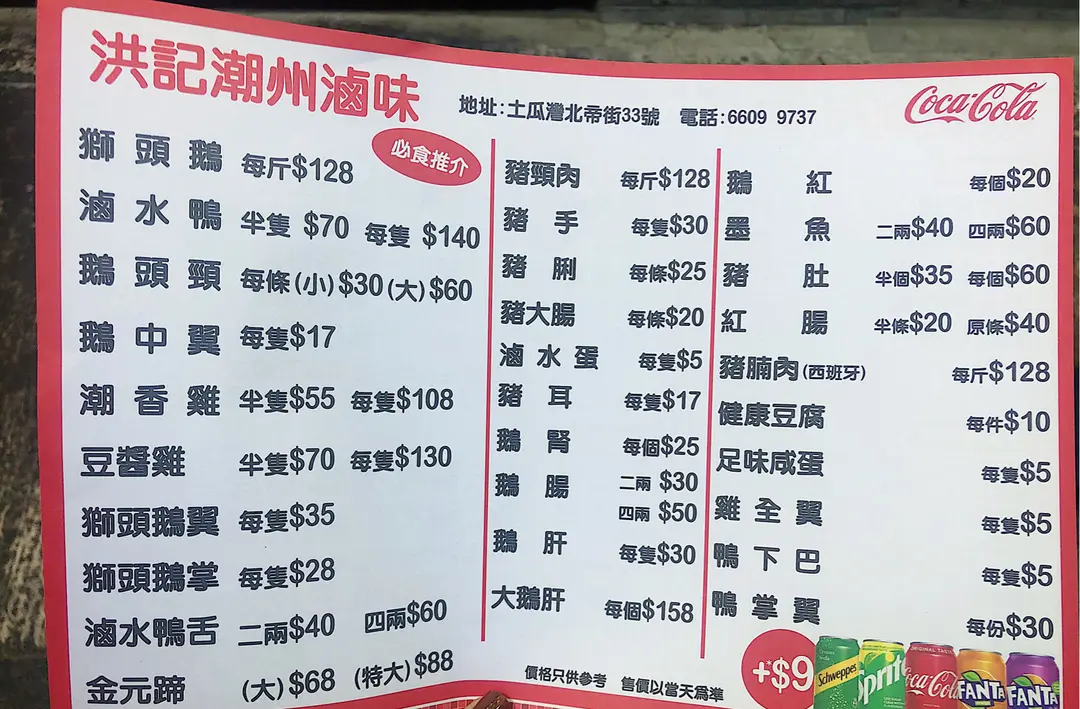 洪記潮州滷味
地址:土瓜灣北帝街33號 電話:6609 9737
Coca-Cola
必食推介
獅頭鵝 每斤$128
滷水鴨 半隻 $70 每隻 $140
鵝頭頸 每條(小)$30(大)$60
鵝中翼 每隻$17
潮香雞 半隻$55 每隻$108
豆醬雞 半隻$70 每隻$130
獅頭鵝翼 每隻$35
獅頭鵝掌 每隻$28
滷水鴨舌 二兩$40 四兩$60
金元蹄 (大)$68 (特大)$88
豬頸肉 每斤$128
豬手 每隻$30
豬脷 每條$25
豬大腸 每條$20
滷水蛋 每隻$5
豬耳 每隻$17
鵝腎 每個$25
鵝腸 二兩 $30
四兩 $50
鵝肝 每隻$30
大鵝肝 每個$158
鵝紅 每個$20
墨魚 二兩$40 四兩$60
豬肚 半個$35 每個$60
紅腸 半條$20 原條$40
豬腩肉(西班牙) 每斤$128
健康豆腐 每件$10
足味咸蛋 每隻$5
雞全翼 每隻$5
鴨下巴 每隻$5
鴨掌翼 每份$30
價格只供參考 售價以當天為準
+$9
Schweppes
Sprite
ORIGINAL TASTE
Coca-Cola
FANTA
FANTA